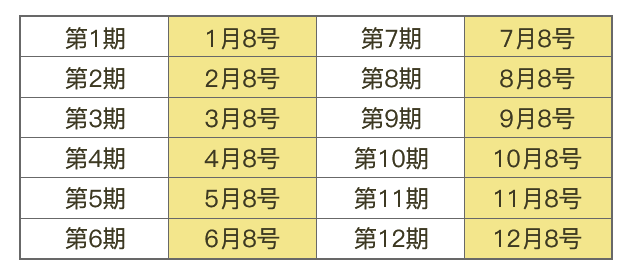 第1期 1月8号 第7期 7月8号
第2期 2月8号 第8期 8月8号
第3期 3月8号 第9期 9月8号
第4期 4月8号 第10期 10月8号
第5期 5月8号 第11期 11月8号
第6期 6月8号 第12期 12月8号